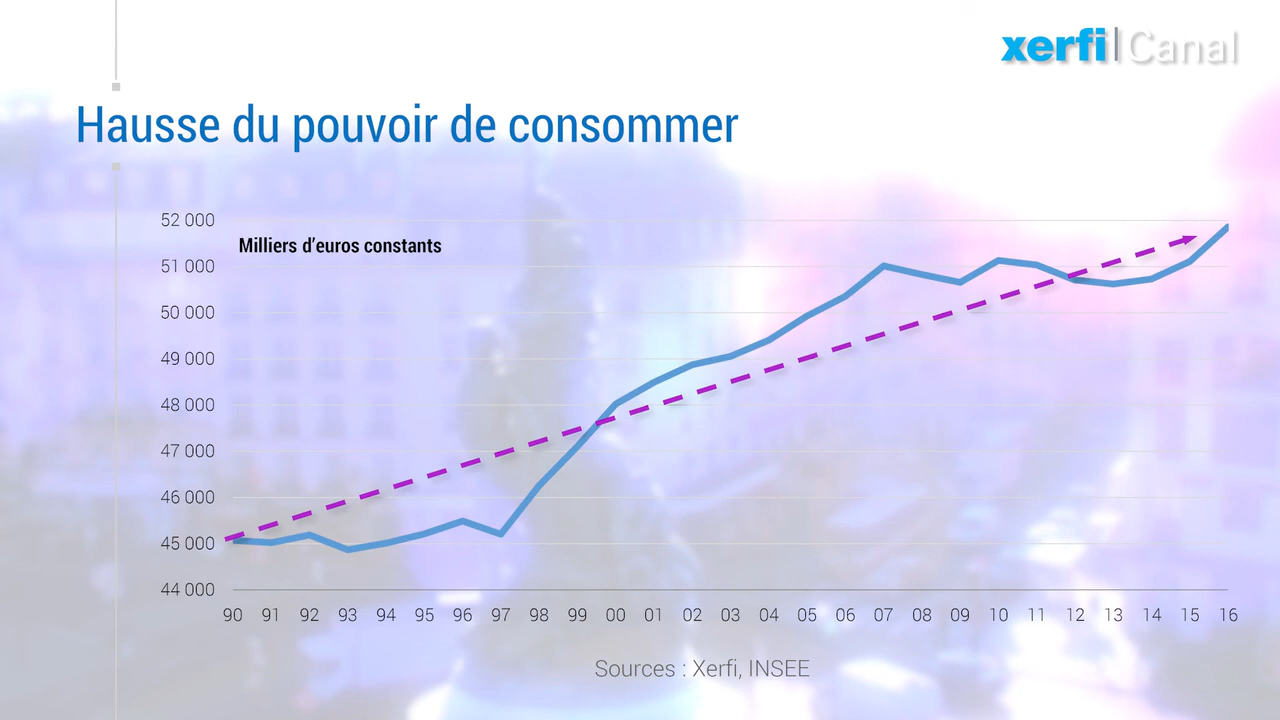 xerfi|Canal
Hausse du pouvoir de consommer
52 000
Milliers d'euros constants
51 000
50 000
49 000
48 000
47 000
46 000
45 000
44 000
90 91 92 93 94 95 96 97 98 99 00 01 02 03 04 05 06 07 08 09 10 11 12 13 14 15 16
Sources : Xerfi, INSEE